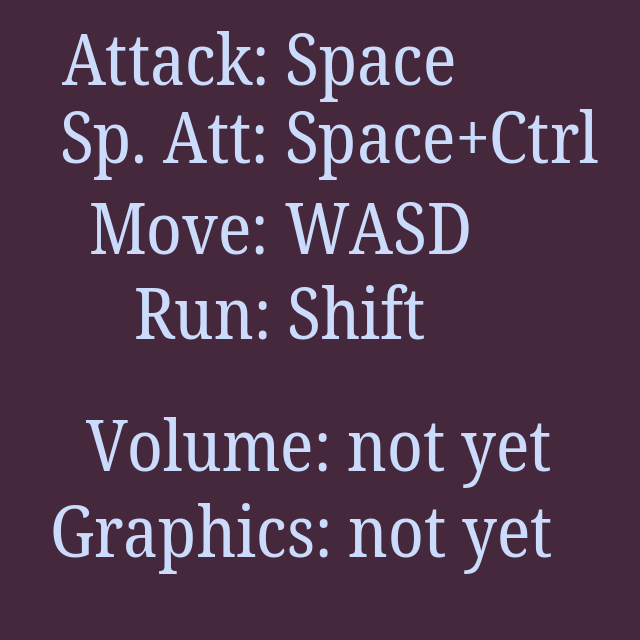 Attack: Space
Sp. Att: Space+Ctrl
Move: WASD
Run: Shift
Volume: not yet
Graphics: not yet